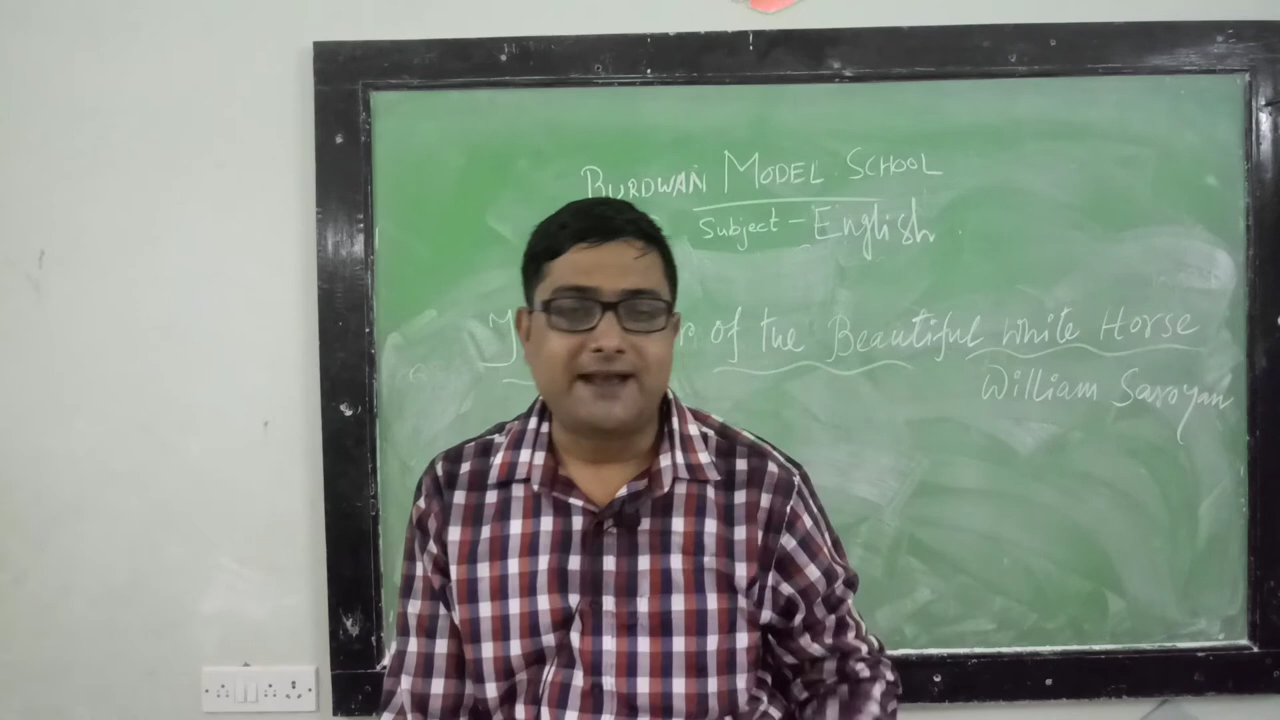 BURDWAN MODEL SCHOOL
Subject - English
of the Beautiful White Horse
William Saroyan